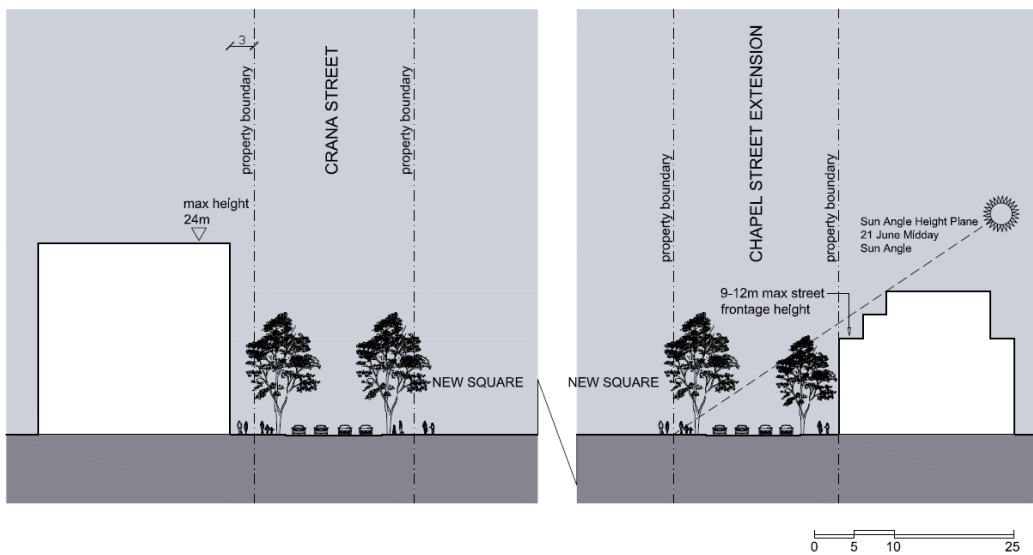 3
property boundary
CRANA STREET
property boundary
max height
24m
NEW SQUARE
NEW SQUARE
property boundary
CHAPEL STREET EXTENSION
property boundary
Sun Angle Height Plane
21 June Midday
Sun Angle
9-12m max street
frontage height
0 5 10 25